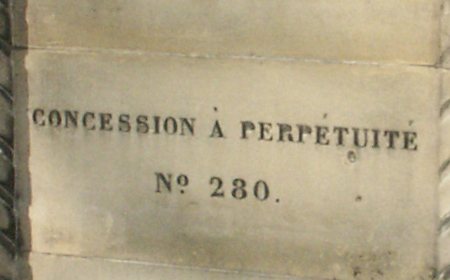 CONCESSION À PERPÉTUITÉ
Nº 280.